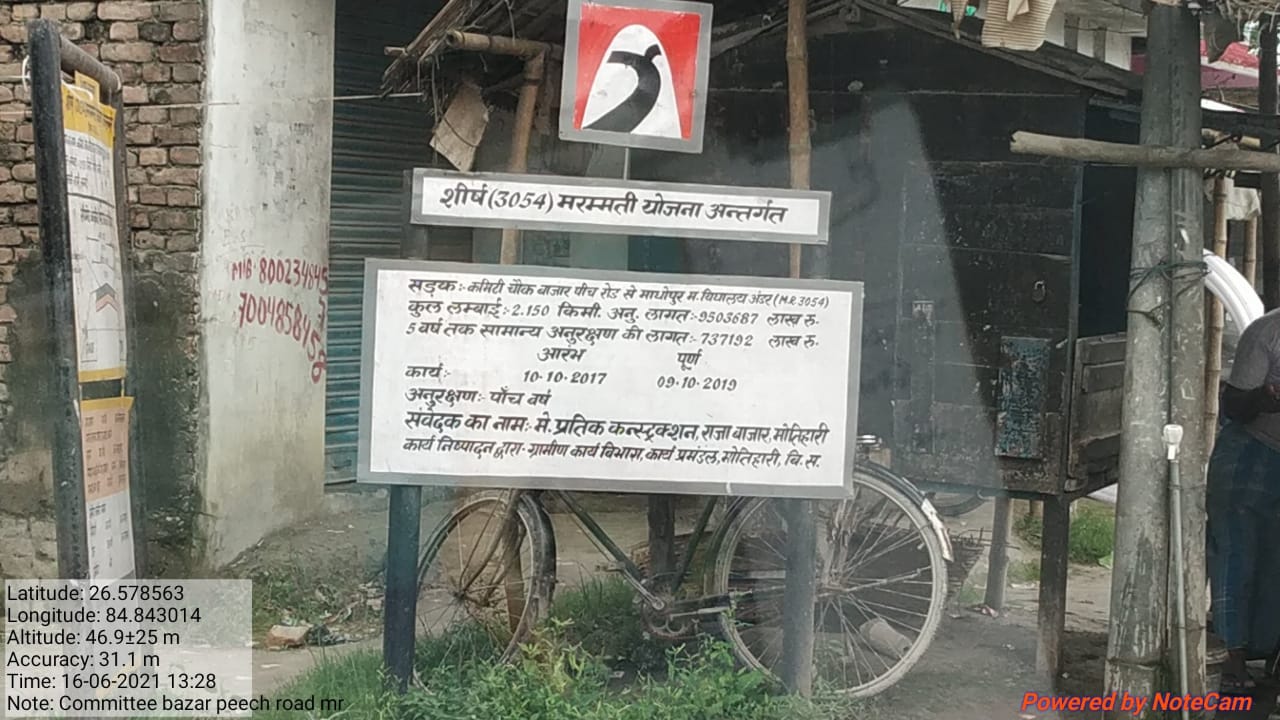 शीर्ष (3054) मरम्मती योजना अन्तर्गत
सड़क:- कमिटी चौक बाजार पीच रोड से माधोपुर म. विघालय अंडर (M.R 3054)
कुल लम्बाई:- 2.150 किमी. अनु. लागत:-9503687 लाख रु.
5 वर्ष तक सामान्य अनुरक्षण की लागत:- 737192 लाख रु.
आरंभ पूर्ण
कार्य:- 10-10-2017 09-10-2019
अनुरक्षण:- पाँच वर्ष
संवेदक का नाम:- मे. प्रतिक कन्स्ट्रक्शन, राजा बाजार, मोतिहारी
कार्य निष्पादन द्वारा- ग्रामीण कार्य विभाग, कार्य प्रमंडल, मोतिहारी, बि. स.
Latitude: 26.578563
Longitude: 84.843014
Altitude: 46.9±25 m
Accuracy: 31.1 m
Time: 16-06-2021 13:28
Note: Committee bazar peech road mr
Powered by NoteCam